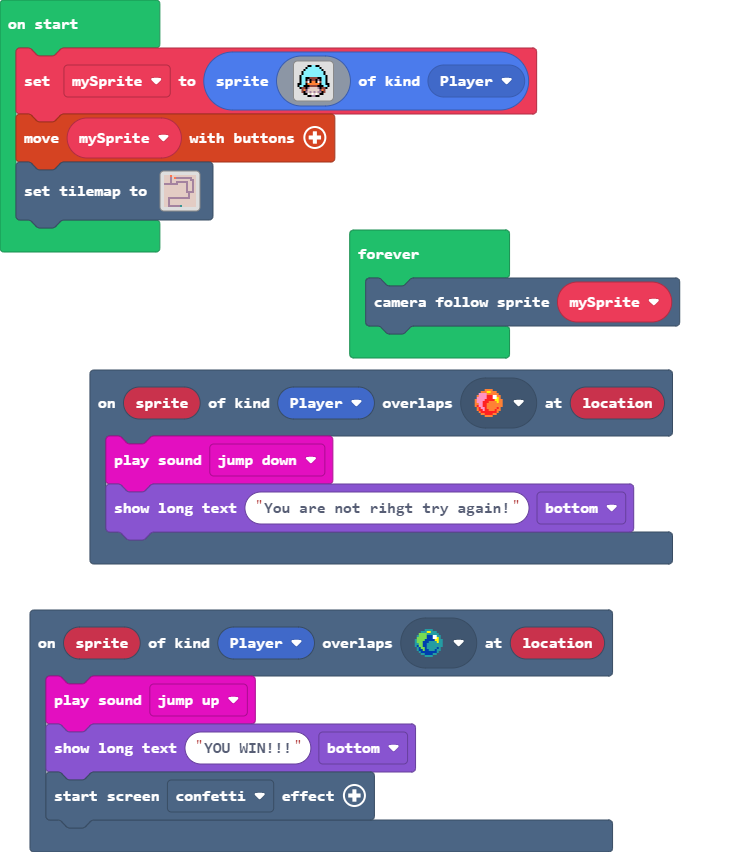 on start
set mySprite to sprite of kind Player
move mySprite with buttons
set tilemap to
forever
camera follow sprite mySprite
on sprite of kind Player overlaps at location
play sound jump down
show long text "You are not rihgt try again!" bottom
on sprite of kind Player overlaps at location
play sound jump up
show long text "YOU WIN!!!" bottom
start screen confetti effect